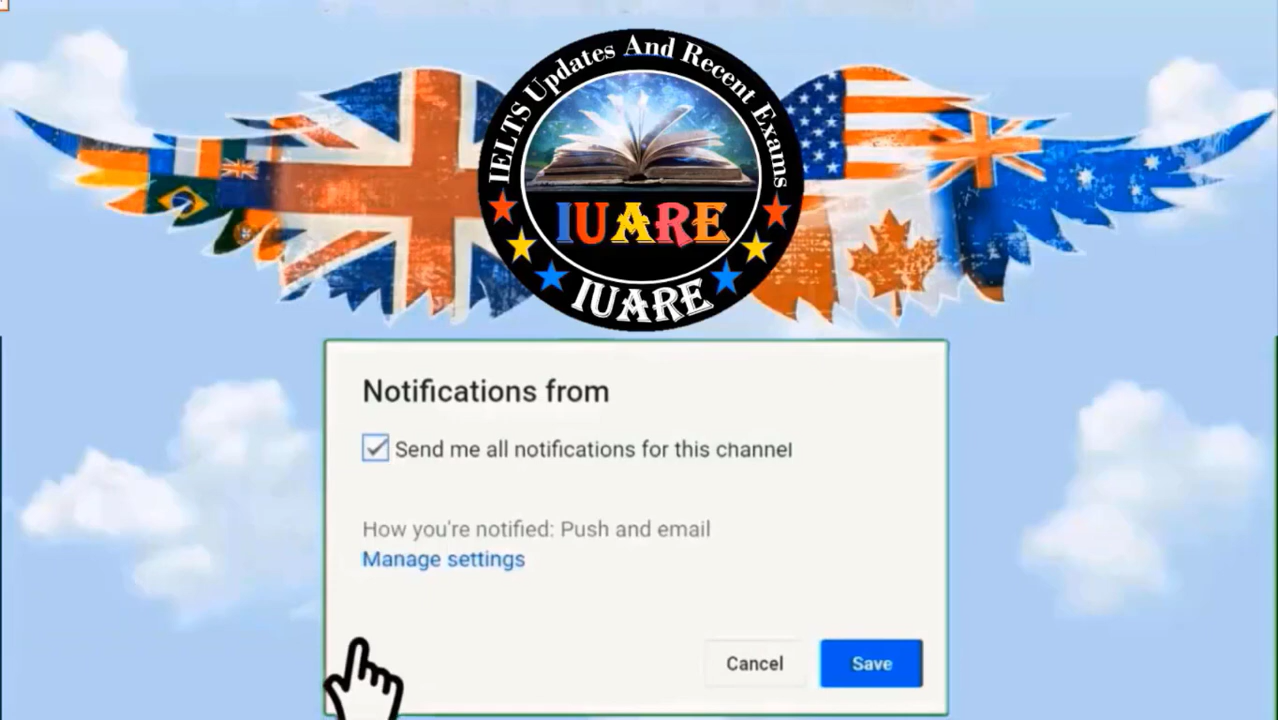 IELTS Updates And Recent Exams
IUARE
IUARE
Notifications from
Send me all notifications for this channel
How you're notified: Push and email
Manage settings
Cancel
Save